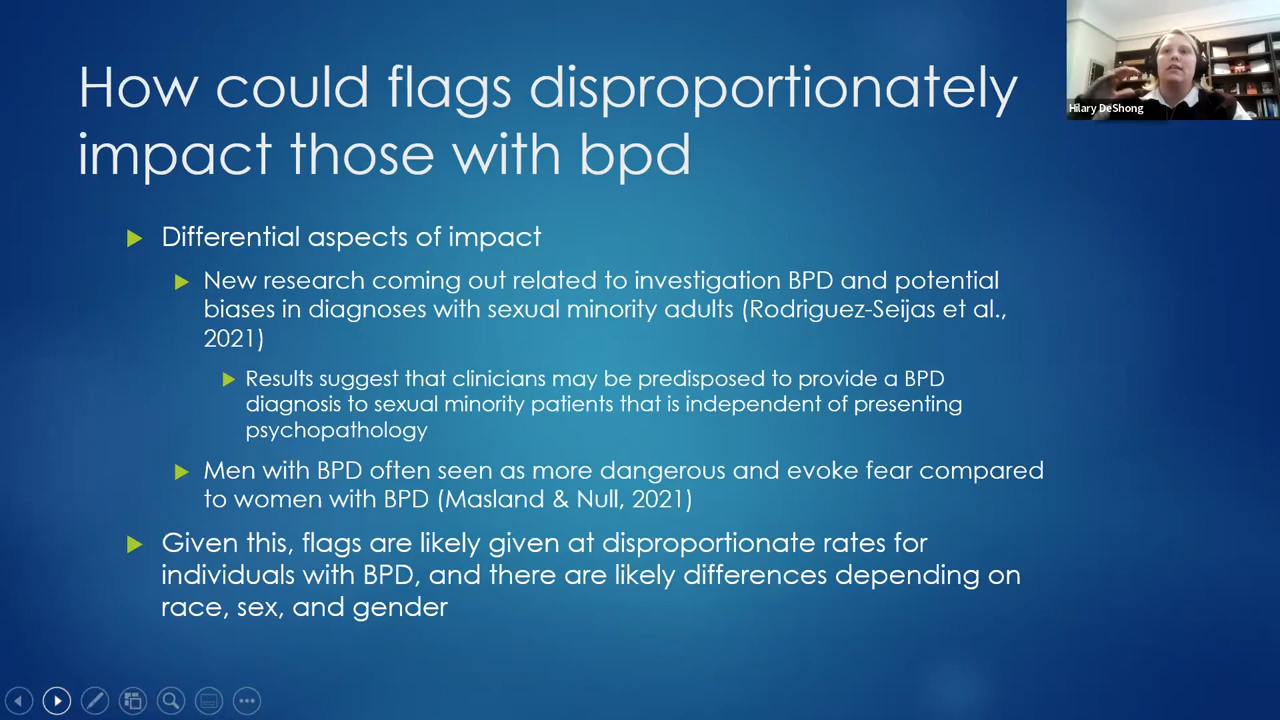 How could flags disproportionately
impact those with bpd
Hilary DeShong
Differential aspects of impact
New research coming out related to investigation BPD and potential
biases in diagnoses with sexual minority adults (Rodriguez-Seijas et al.,
2021)
Results suggest that clinicians may be predisposed to provide a BPD
diagnosis to sexual minority patients that is independent of presenting
psychopathology
Men with BPD often seen as more dangerous and evoke fear compared
to women with BPD (Masland & Null, 2021)
Given this, flags are likely given at disproportionate rates for
individuals with BPD, and there are likely differences depending on
race, sex, and gender